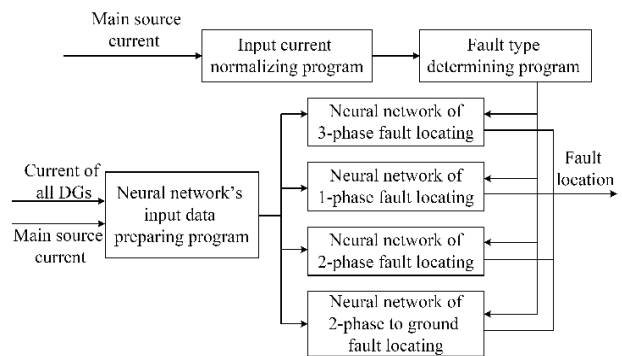 Main source
current
Input current
normalizing program
Fault type
determining program
Neural network of
3-phase fault locating
Current of
all DGs
Main source
current
Neural network's
input data
preparing program
Neural network of
1-phase fault locating
Fault
location
Neural network of
2-phase fault locating
Neural network of
2-phase to ground
fault locating